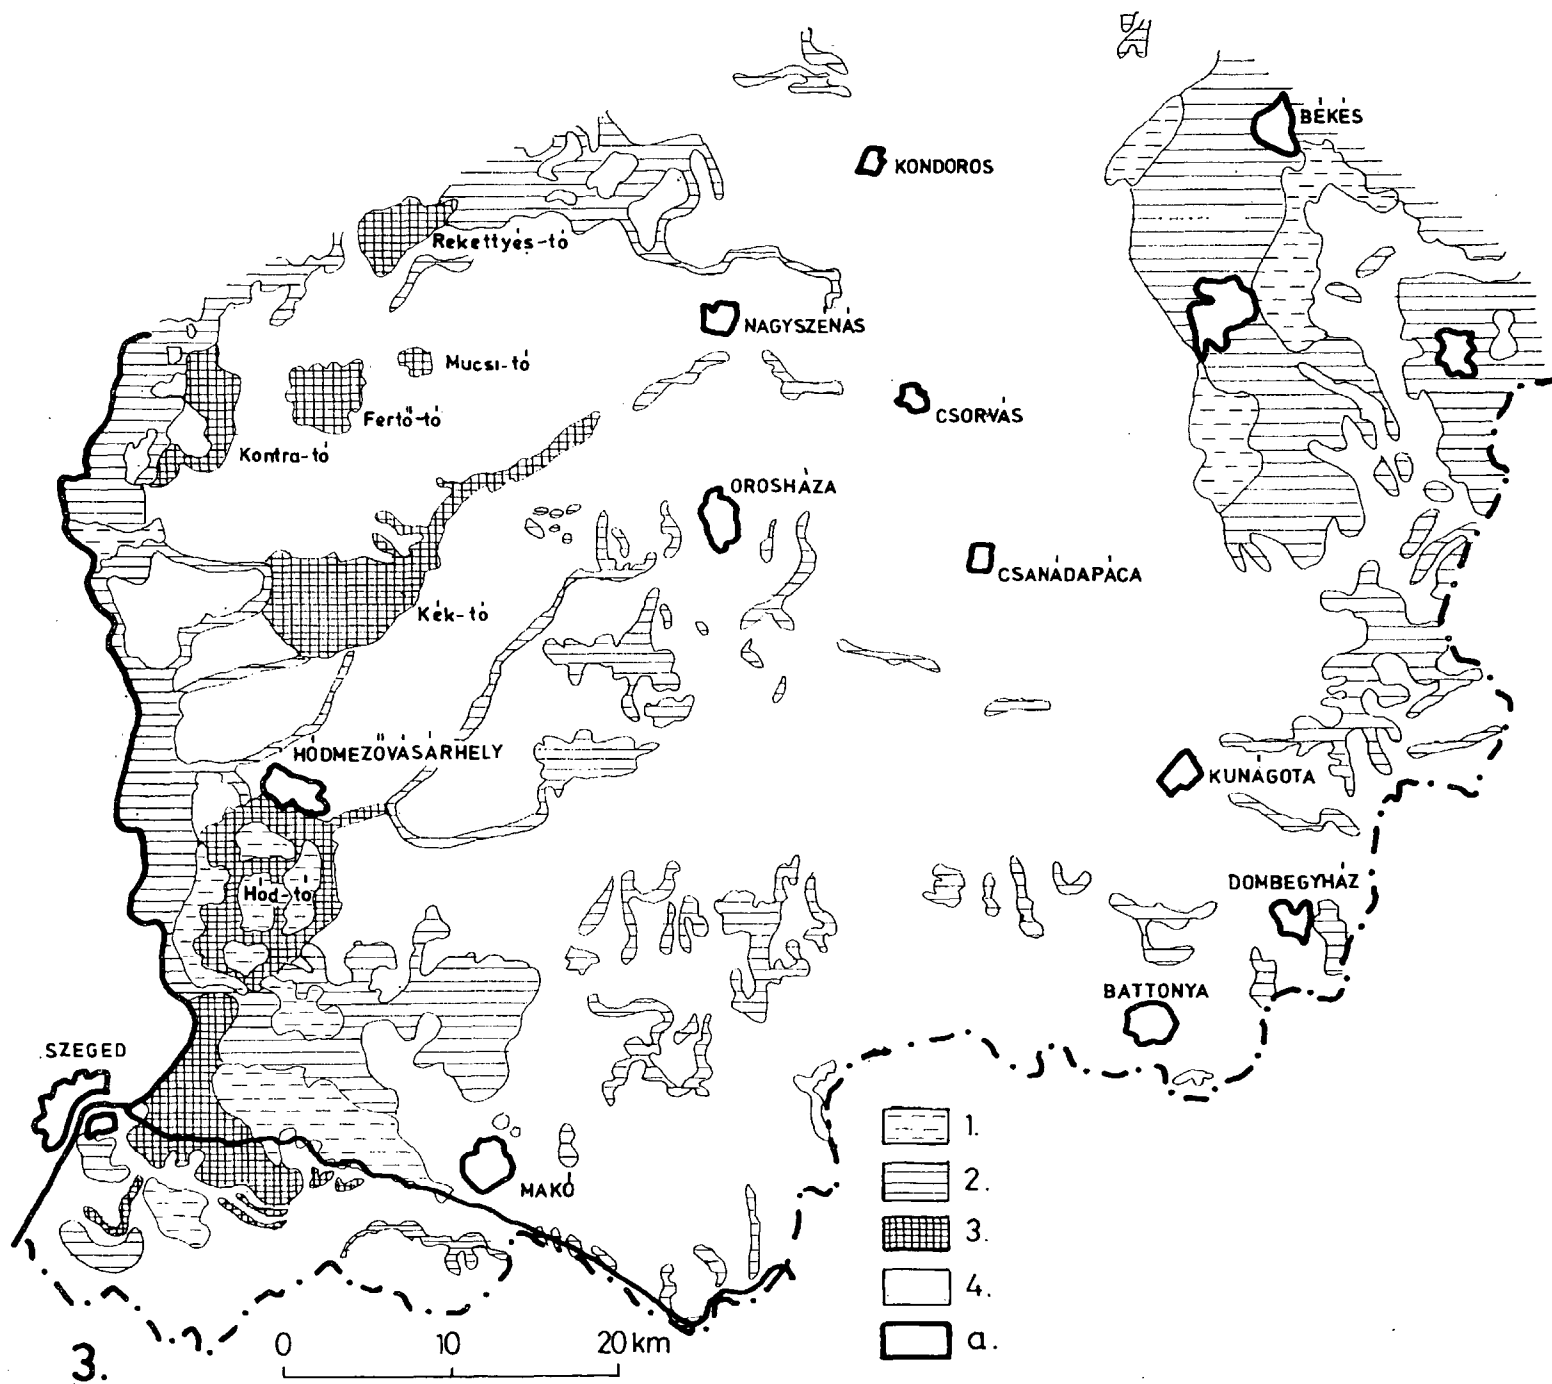 BÉKÉS
KONDOROS
Rekettyés-tó
NAGYSZÉNÁS
Mucsi-tó
Fertő-tó
CSORVÁS
Kontra-tó
OROSHÁZA
CSANÁDAPÁCA
Kék-tó
HÓDMEZŐVÁSÁRHELY
KUNÁGOTA
DOMBEGYHÁZ
Hód-tó
BATTONYA
SZEGED
MAKÓ
1.
2.
3.
4.
a.
0 10 20 km
3.